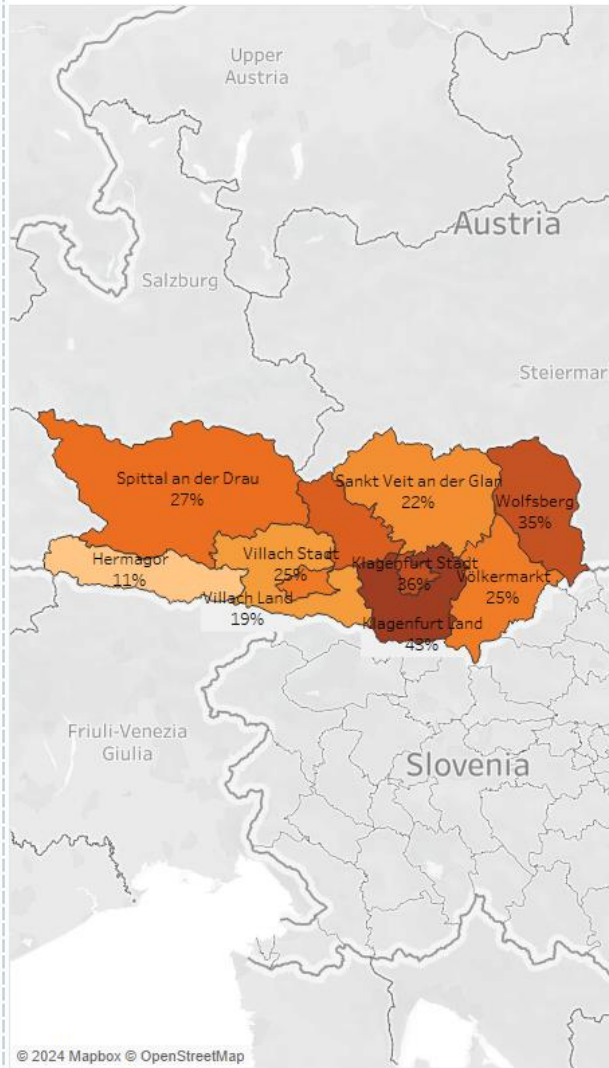 Upper
Austria
Austria
Salzburg
Steiermar
Spittal an der Drau
27%
Sankt Veit an der Glan
22%
Wolfsberg
35%
Hermagor
11%
Villach Stadt
25%
Klagenfurt Stadt
36%
Völkermarkt
25%
Villach Land
19%
Klagenfurt Land
43%
Friuli-Venezia
Giulia
Slovenia
© 2024 Mapbox © OpenStreetMap